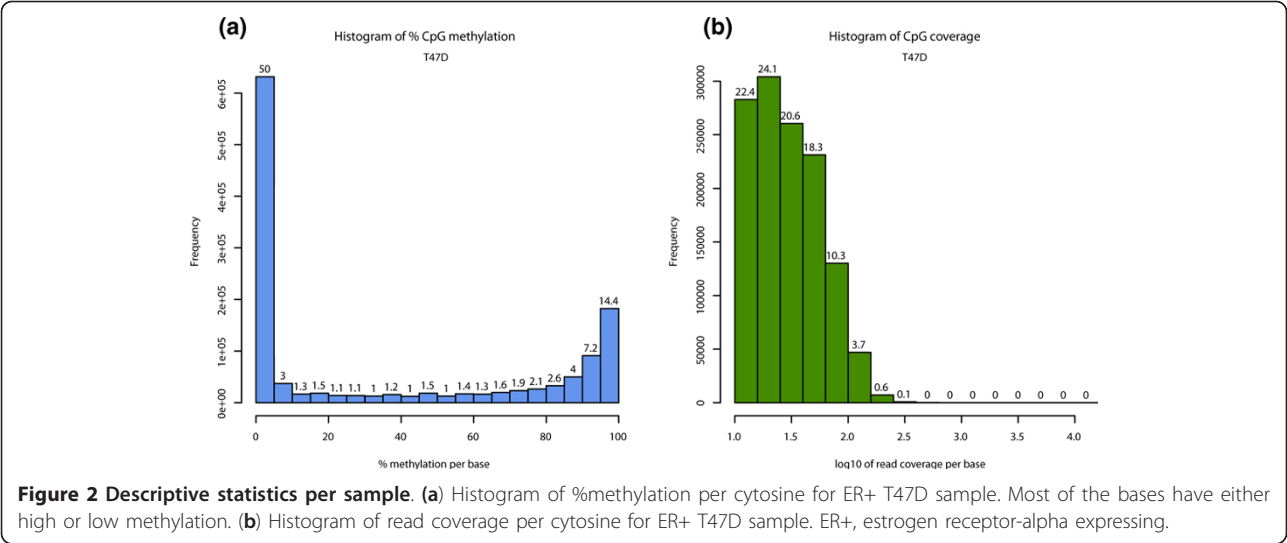 (a)
Histogram of % CpG methylation
T47D
Frequency
0e+00 1e+05 2e+05 3e+05 4e+05 5e+05 6e+05
50 3 1.3 1.5 1.1 1.1 1 1.2 1 1.5 1 1.4 1.3 1.6 1.9 2.1 2.6 4 7.2 14.4
0 20 40 60 80 100
% methylation per base
(b)
Histogram of CpG coverage
T47D
Frequency
0 50000 100000 150000 200000 250000 300000
22.4 24.1 20.6 18.3 10.3 3.7 0.6 0.1 0 0 0 0 0 0 0 0
1.0 1.5 2.0 2.5 3.0 3.5 4.0
log10 of read coverage per base
Figure 2 Descriptive statistics per sample. (a) Histogram of %methylation per cytosine for ER+ T47D sample. Most of the bases have either
high or low methylation. (b) Histogram of read coverage per cytosine for ER+ T47D sample. ER+, estrogen receptor-alpha expressing.